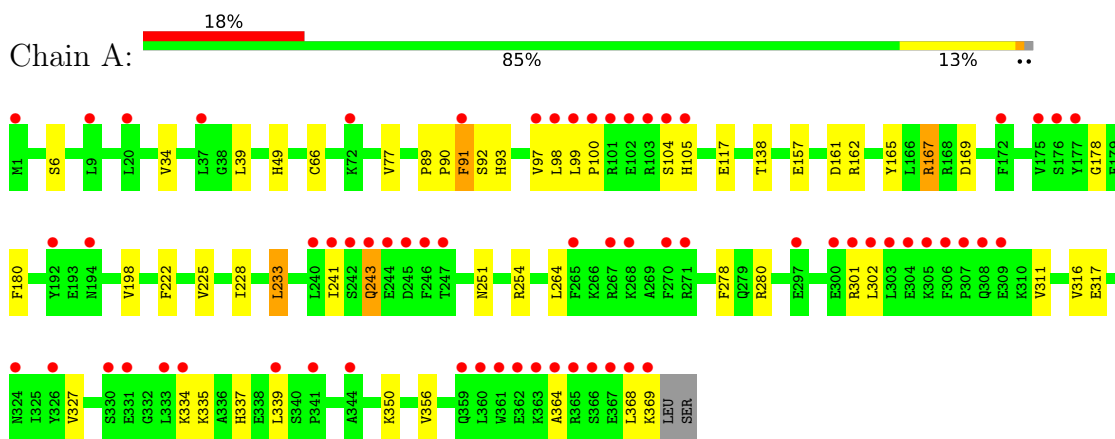 18%
Chain A:
85%
13%
••
M1
S6
L9
L20
V34
L37
G38
L39
H49
C66
K72
V77
P89
P90
F91
S92
H93
V97
L98
L99
P100
R101
E102
R103
S104
H105
E117
T138
E157
D161
R162
Y165
L166
R167
R168
D169
F172
V175
S176
Y177
G178
E179
F180
Y192
E193
N194
V198
F222
V225
I228
L233
L240
I241
S242
Q243
E244
D245
F246
T247
N251
R254
L264
F265
K266
R267
K268
A269
F270
R271
F278
Q279
R280
E297
E300
R301
L302
L303
E304
K305
F306
P307
Q308
E309
K310
V311
V316
E317
N324
I325
Y326
V327
S330
E331
G332
L333
K334
K335
A336
H337
E338
L339
S340
P341
A344
K350
V356
Q359
L360
W361
E362
K363
A364
R365
S366
E367
L368
K369
LEU
SER